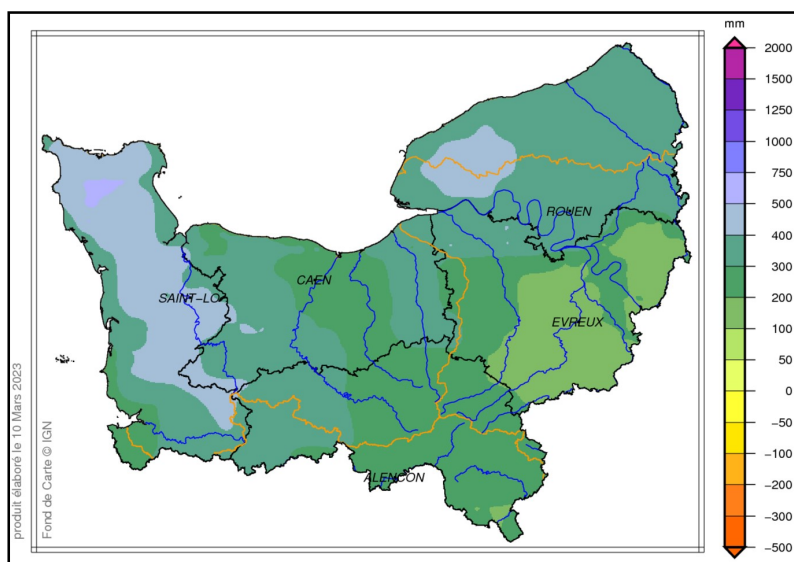 mm
2000
1500
1250
1000
750
500
400
300
200
100
0
-50
-100
-200
-300
-500
ROUEN
CAEN
SAINT-LO
EVREUX
ALENCON
produit élaboré le 10 Mars 2023
Fond de Carte © IGN